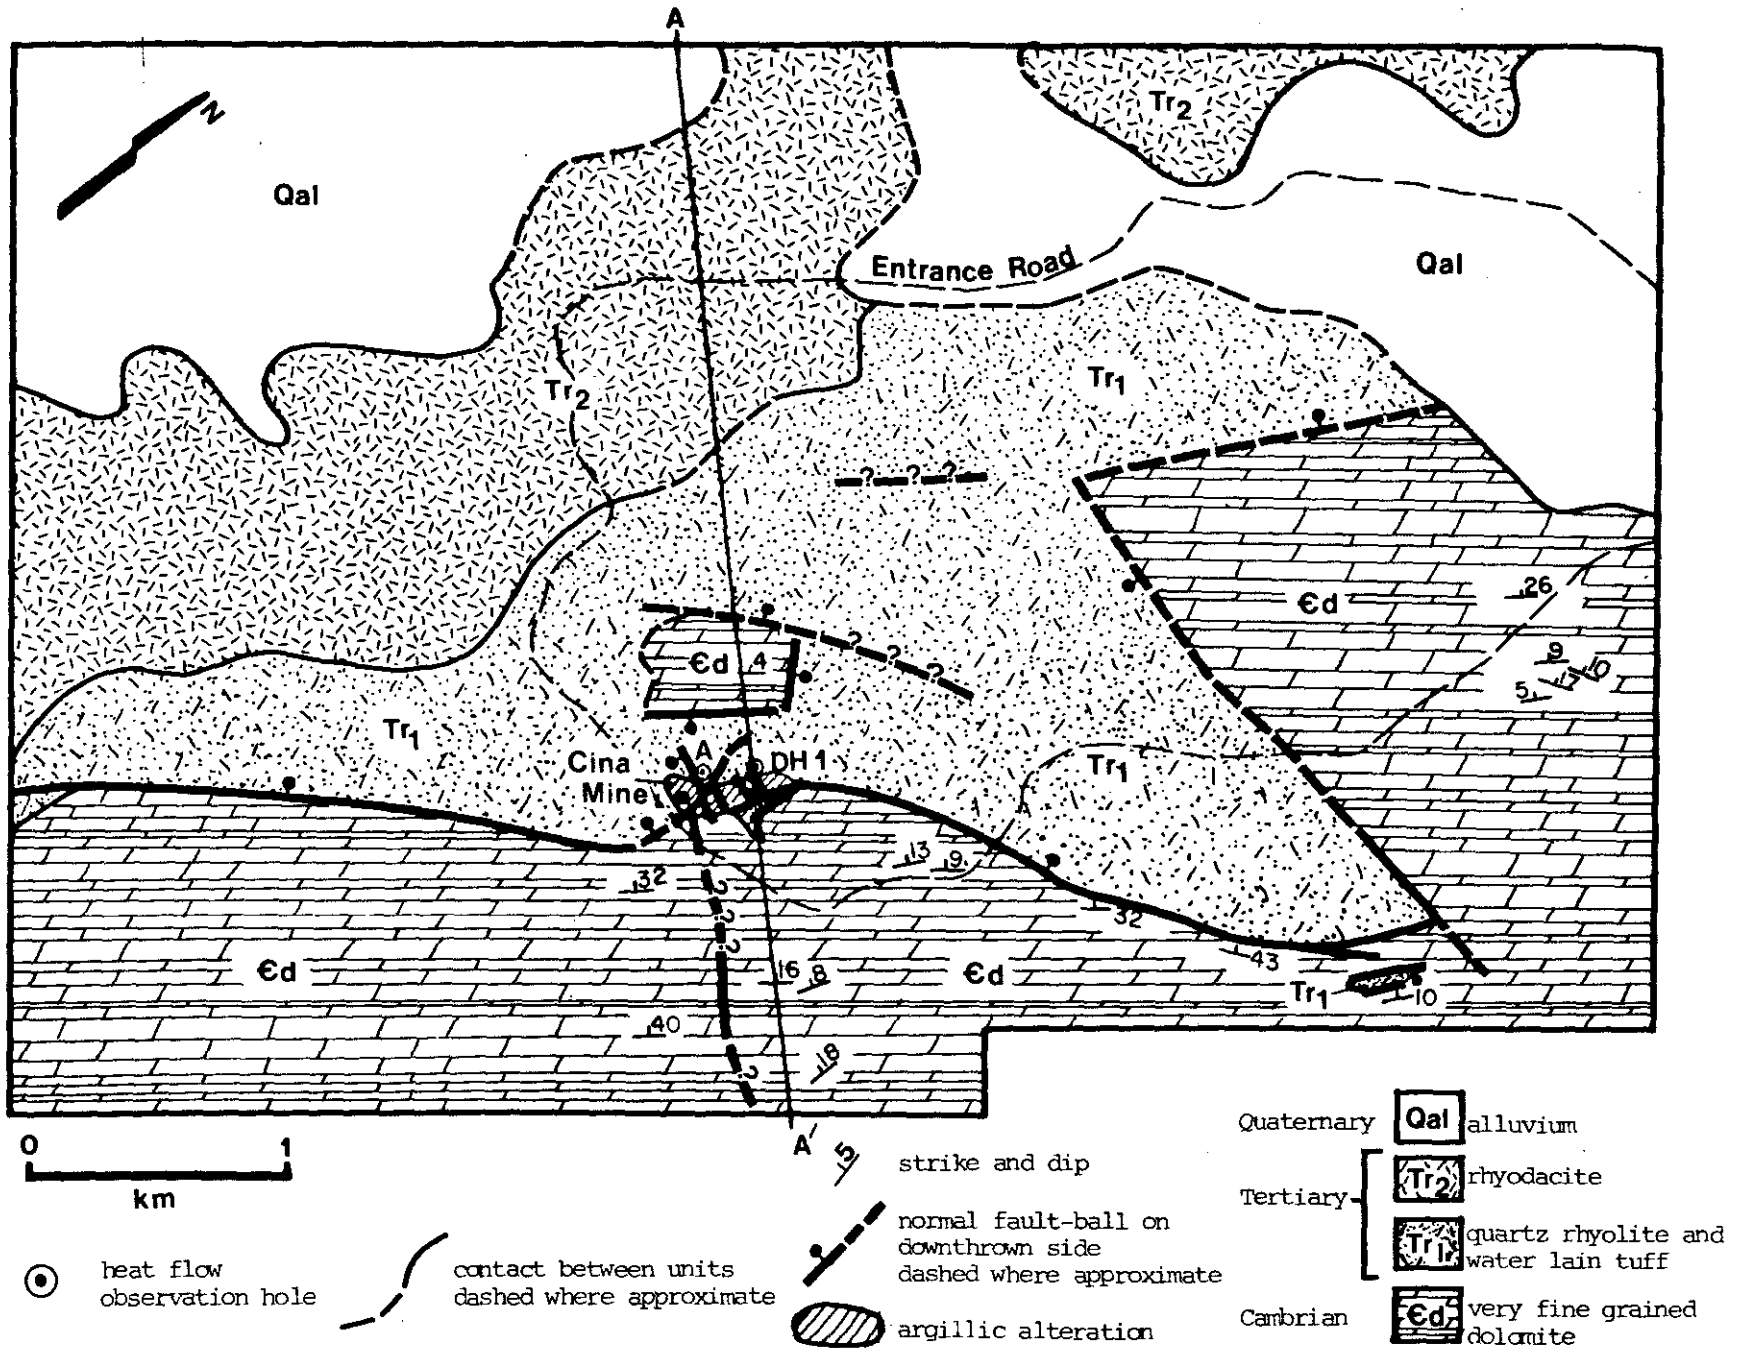 A
N
Qal
Tr2
Entrance Road
Qal
Tr1
Tr2
? ? ?
Єd
26
9
10
5
Єd 4
? ? ?
Tr1
A
Cina
Mine
DH 1
Tr1
32
13
9
32
43
?
?
?
Єd
16
8
Єd
Tr1
10
40
18
?
0 1
km
A'
5 strike and dip
normal fault-ball on
downthrown side
dashed where approximate
heat flow
observation hole
contact between units
dashed where approximate
argillic alteration
Quaternary Qal alluvium
Tertiary
Tr2 rhyodacite
Tr1 quartz rhyolite and
water lain tuff
Cambrian Єd very fine grained
dolomite